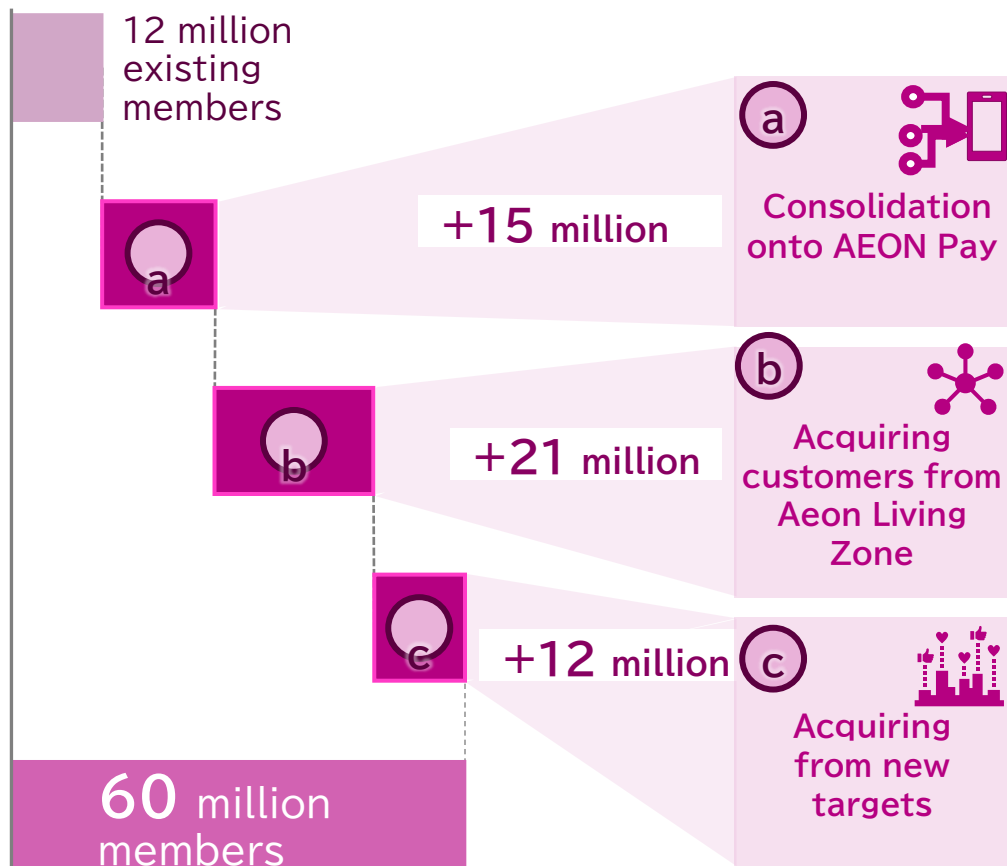 12 million
existing
members
a
+15 million
a
Consolidation
onto AEON Pay
b
+21 million
b
Acquiring
customers from
Aeon Living
Zone
c
+12 million
c
Acquiring
from new
targets
60 million
members